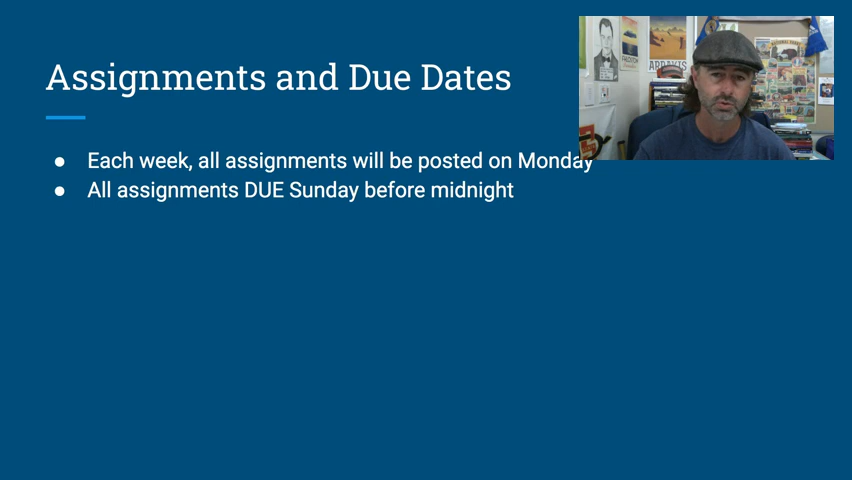 Assignments and Due Dates
● Each week, all assignments will be posted on Monday
● All assignments DUE Sunday before midnight
ARRAKIS